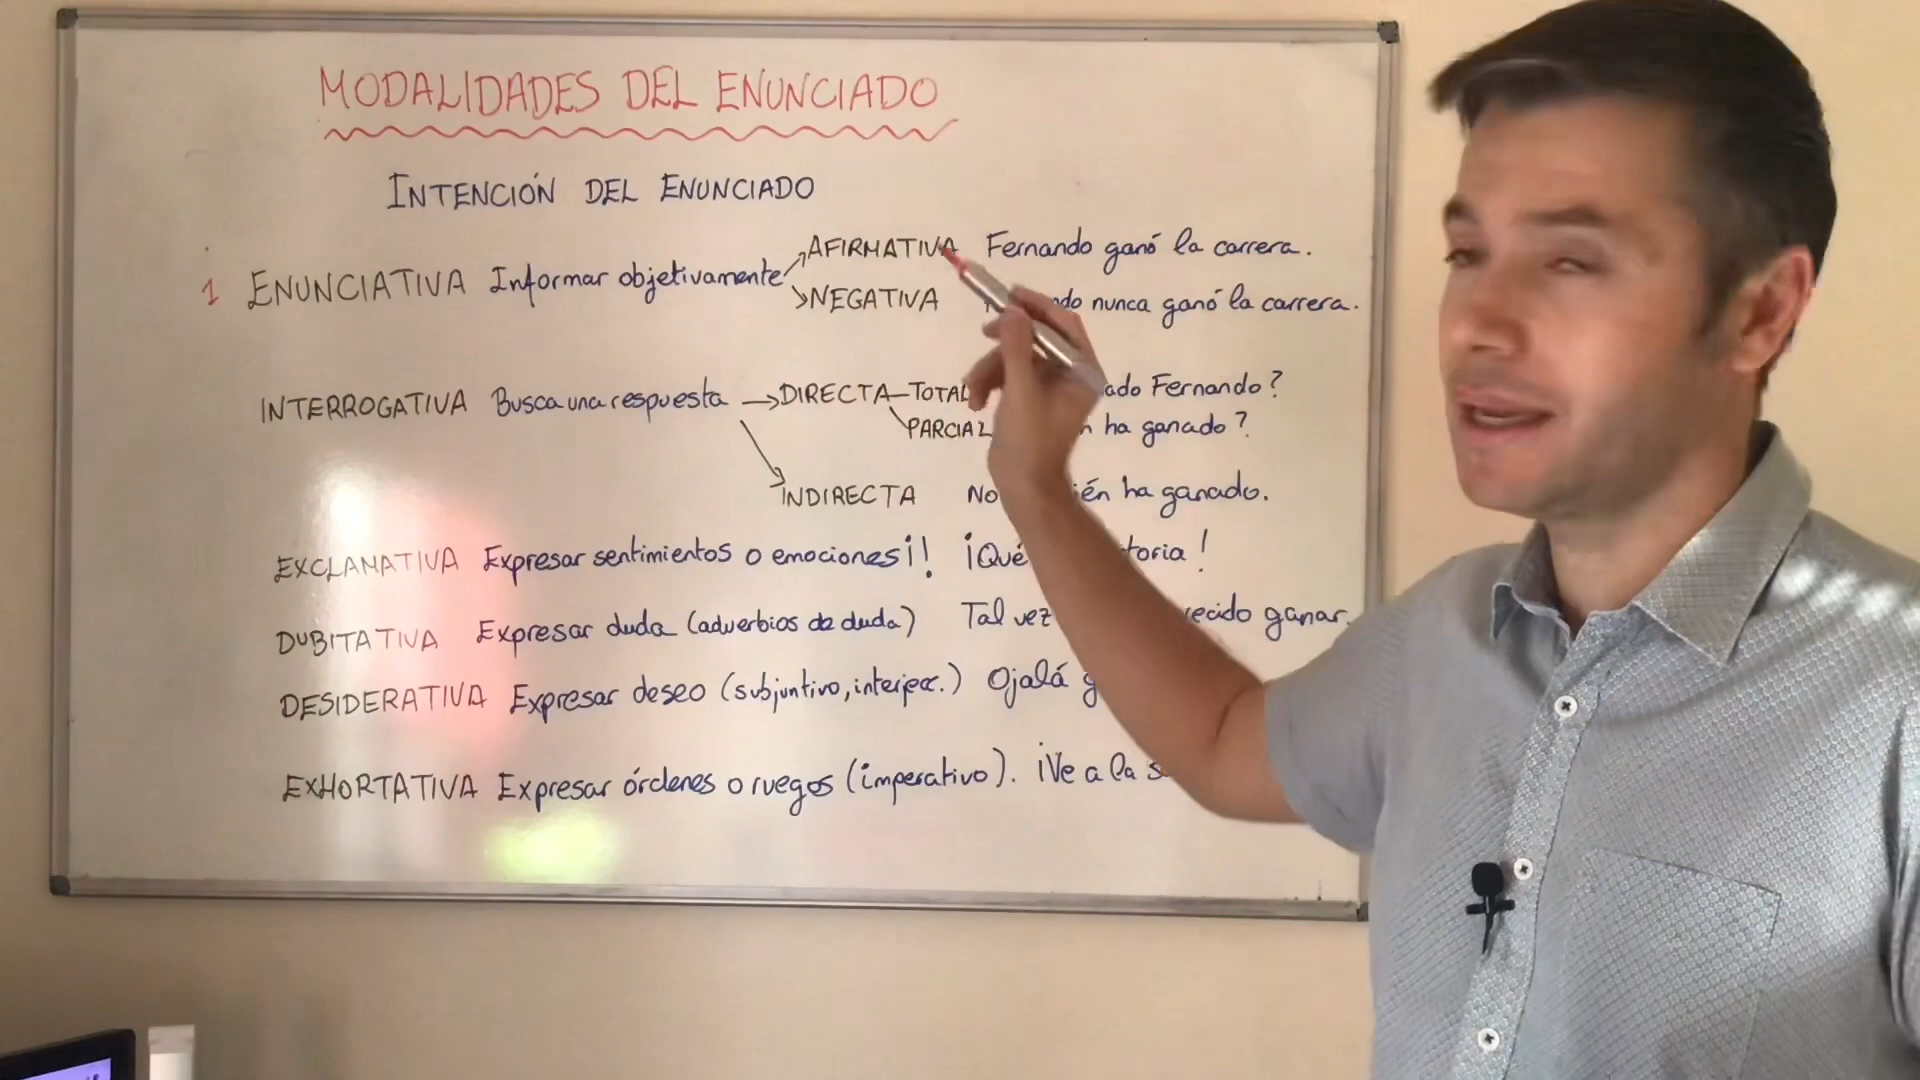 MODALIDADES DEL ENUNCIADO
INTENCIÓN DEL ENUNCIADO
1 ENUNCIATIVA Informar objetivamente AFIRMATIVA Fernando ganó la carrera.
NEGATIVA nunca ganó la carrera.
INTERROGATIVA Busca una respuesta DIRECTA TOTAL Fernando?
PARCIAL ha ganado?
INDIRECTA No ha ganado.
EXCLAMATIVA Expresar sentimientos o emociones ¡! ¡Qué !
DUBITATIVA Expresar duda (adverbios de duda) Tal vez ganar.
DESIDERATIVA Expresar deseo (subjuntivo, interjecc.) Ojalá
EXHORTATIVA Expresar órdenes o ruegos (imperativo). ¡Ve a la